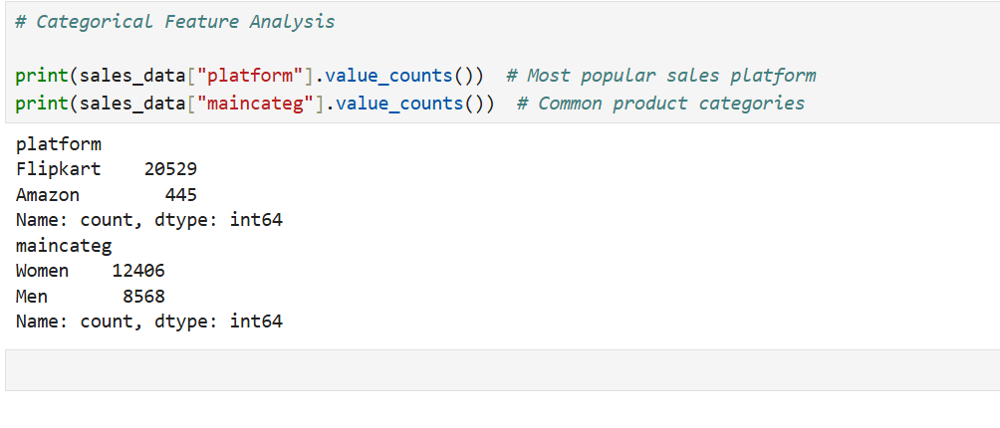 # Categorical Feature Analysis
print(sales_data["platform"].value_counts())  # Most popular sales platform
print(sales_data["maincateg"].value_counts())  # Common product categories
platform
Flipkart    20529
Amazon        445
Name: count, dtype: int64
maincateg
Women    12406
Men       8568
Name: count, dtype: int64